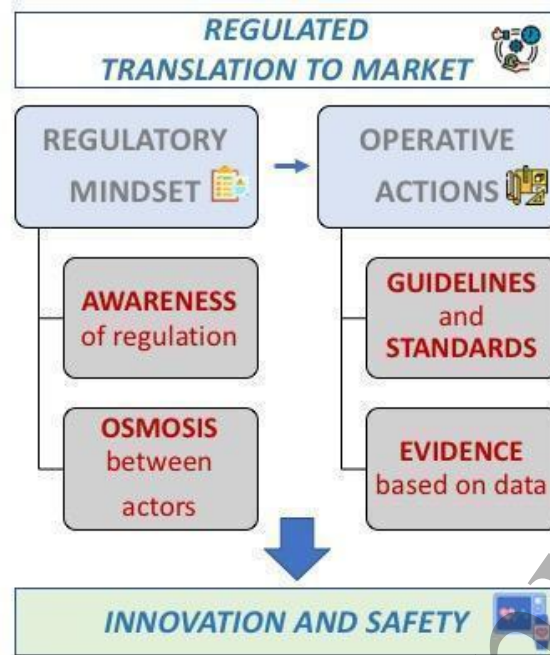 REGULATED
TRANSLATION TO MARKET
REGULATORY
MINDSET
OPERATIVE
ACTIONS
AWARENESS
of regulation
GUIDELINES
and
STANDARDS
OSMOSIS
between
actors
EVIDENCE
based on data
INNOVATION AND SAFETY